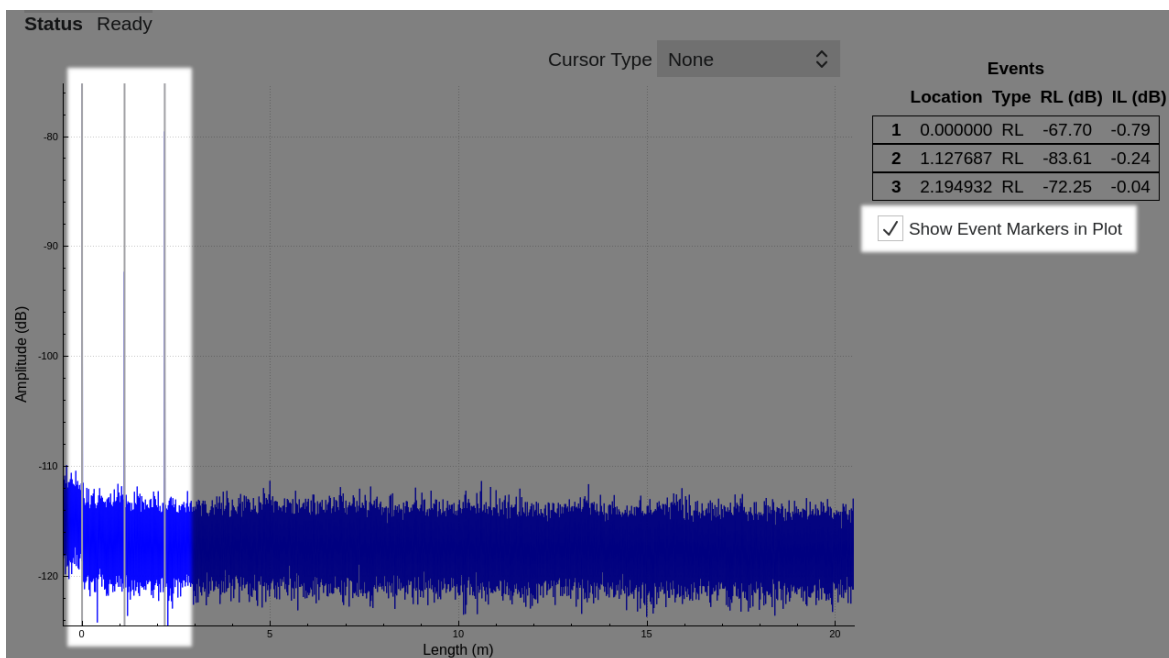 Status Ready
Cursor Type None
Events
Location Type RL (dB) IL (dB)
1 0.000000 RL -67.70 -0.79
2 1.127687 RL -83.61 -0.24
3 2.194932 RL -72.25 -0.04
Show Event Markers in Plot
Amplitude (dB)
-80
-90
-100
-110
-120
0 5 10 15 20
Length (m)